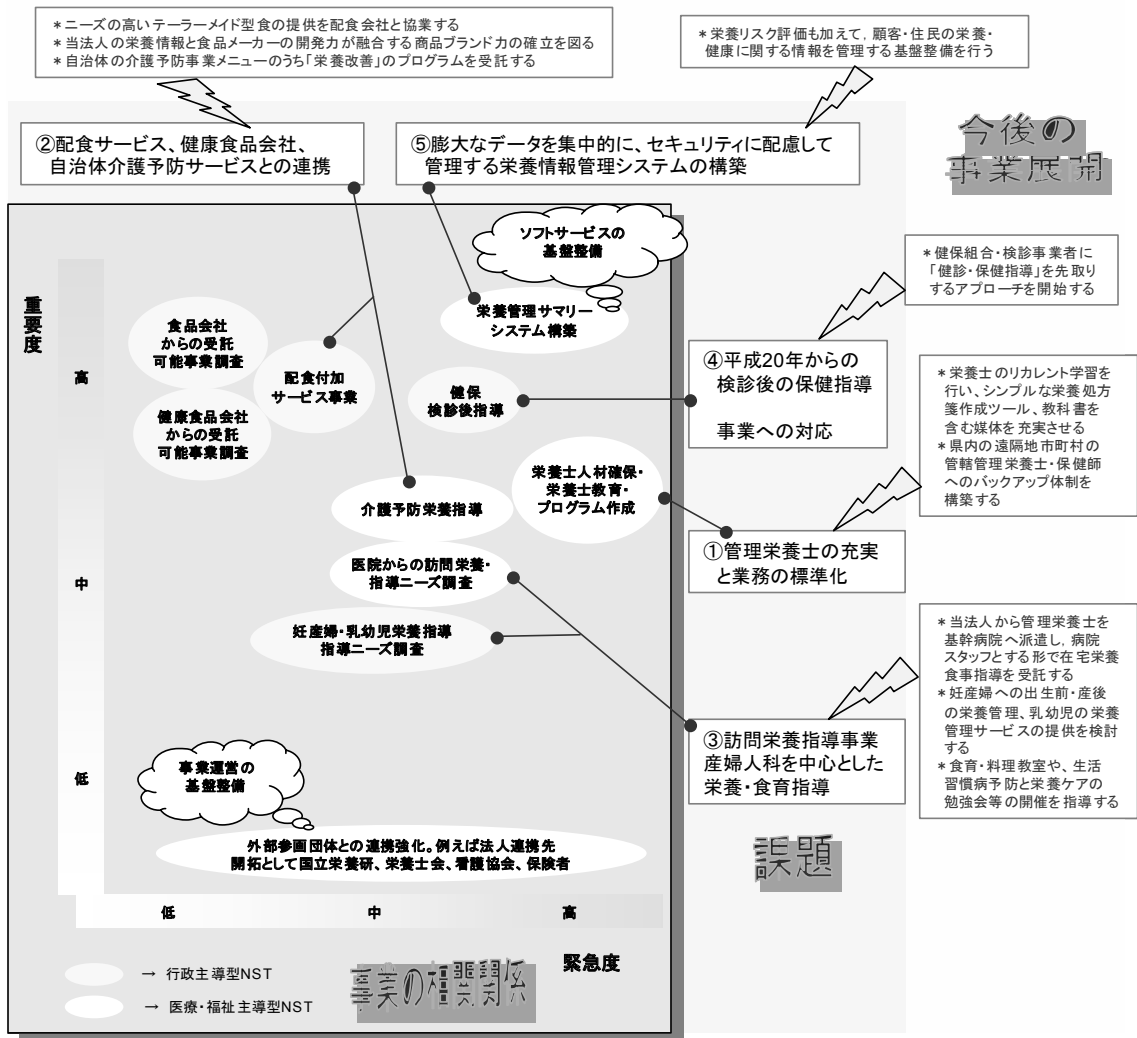 ＊ニーズの高いテーラーメイド型食の提供を配食会社と協業する
＊当法人の栄養情報と食品メーカーの開発力が融合する商品ブランド力の確立を図る
＊自治体の介護予防事業メニューのうち「栄養改善」のプログラムを受託する
＊栄養リスク評価も加えて，顧客・住民の栄養・
健康に関する情報を管理する基盤整備を行う
②配食サービス、健康食品会社、
自治体介護予防サービスとの連携
⑤膨大なデータを集中的に、セキュリティに配慮して
管理する栄養情報管理システムの構築
今後の
事業展開
ソフトサービスの
基盤整備
＊健保組合・検診事業者に
「健診・保健指導」を先取り
するアプローチを開始する
重要度
高
中
低
食品会社
からの受託
可能事業調査
栄養管理サマリー
システム構築
配食付加
サービス事業
健保
検診後指導
④平成20年からの
検診後の保健指導
事業への対応
健康食品会社
からの受託
可能事業調査
＊栄養士のリカレント学習を
行い、シンプルな栄養処方
箋作成ツール、教科書を
含む媒体を充実させる
＊県内の遠隔地市町村の
管轄管理栄養士・保健師
へのバックアップ体制を
構築する
栄養士人材確保・
栄養士教育・
プログラム作成
介護予防栄養指導
①管理栄養士の充実
と業務の標準化
医院からの訪問栄養・
指導ニーズ調査
妊産婦・乳幼児栄養指導
指導ニーズ調査
＊当法人から管理栄養士を
基幹病院へ派遣し，病院
スタッフとする形で在宅栄養
食事指導を受託する
＊妊産婦への出生前・産後
の栄養管理、乳幼児の栄養
管理サービスの提供を検討
する
＊食育・料理教室や、生活
習慣病予防と栄養ケアの
勉強会等の開催を指導する
③訪問栄養指導事業
産婦人科を中心とした
栄養・食育指導
事業運営の
基盤整備
外部参画団体との連携強化。例えば法人連携先
開拓として国立栄養研、栄養士会、看護協会、保険者
課題
低
中
高
緊急度
→ 行政主導型NST
→ 医療・福祉主導型NST
事業の相関関係